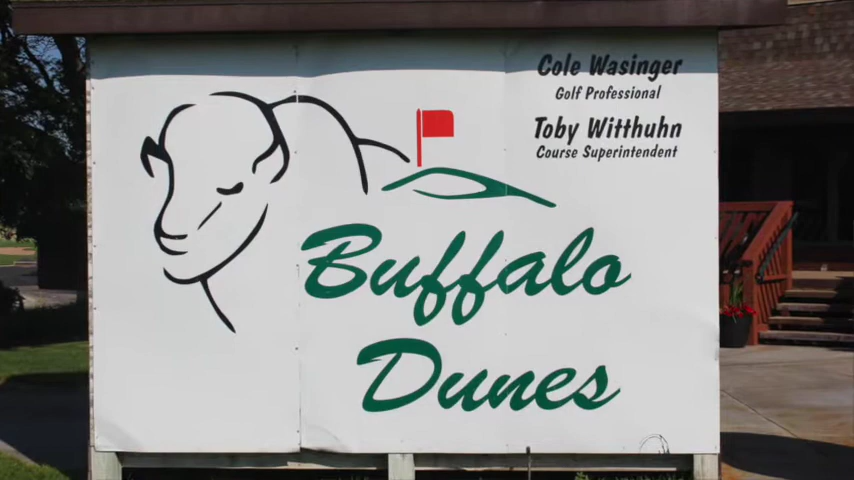 Cole Wasinger
Golf Professional
Toby Witthuhn
Course Superintendent
Buffalo
Dunes